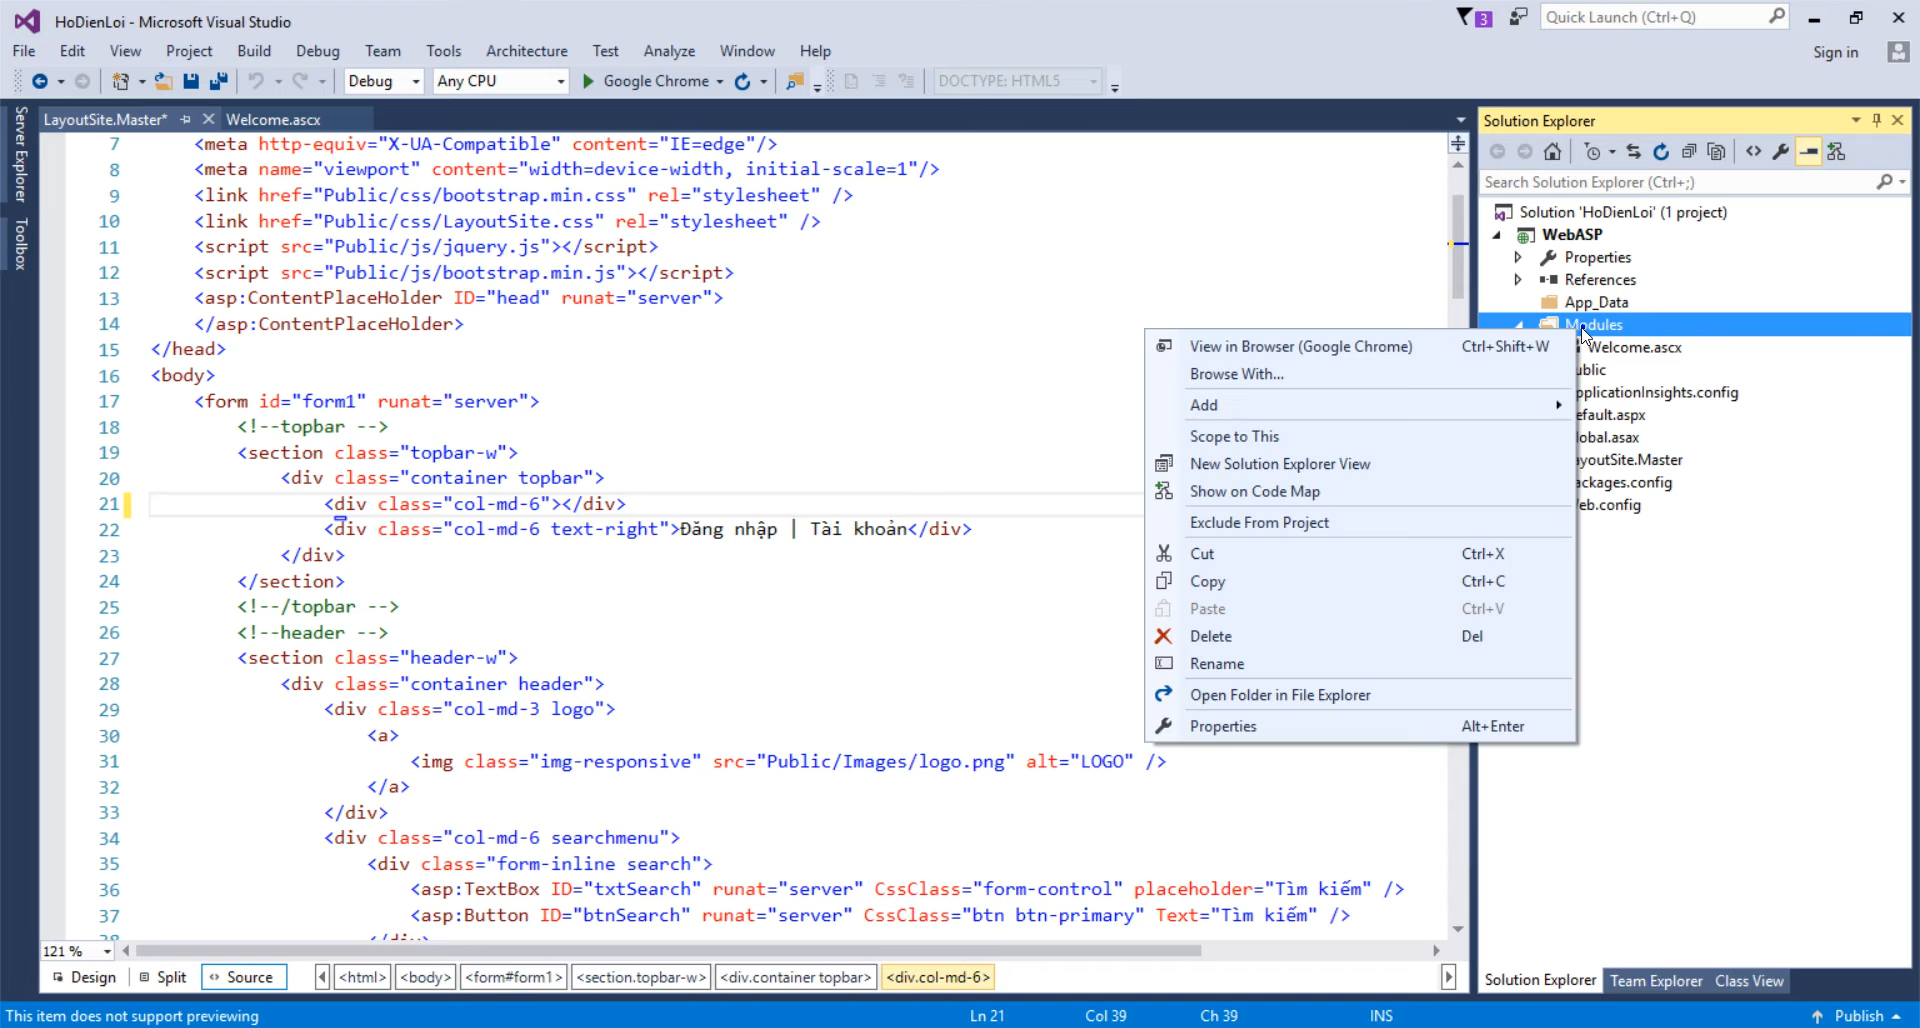 HoDienLoi - Microsoft Visual Studio
3
Quick Launch (Ctrl+Q)
File Edit View Project Build Debug Team Tools Architecture Test Analyze Window Help
Sign in
Debug Any CPU Google Chrome DOCTYPE: HTML5
Server Explorer
Toolbox
LayoutSite.Master* Welcome.ascx
7 <meta http-equiv="X-UA-Compatible" content="IE=edge"/>
8 <meta name="viewport" content="width=device-width, initial-scale=1"/>
9 <link href="Public/css/bootstrap.min.css" rel="stylesheet" />
10 <link href="Public/css/LayoutSite.css" rel="stylesheet" />
11 <script src="Public/js/jquery.js"></script>
12 <script src="Public/js/bootstrap.min.js"></script>
13 <asp:ContentPlaceHolder ID="head" runat="server">
14 </asp:ContentPlaceHolder>
15 </head>
16 <body>
17 <form id="form1" runat="server">
18 <!--topbar -->
19 <section class="topbar-w">
20 <div class="container topbar">
21 <div class="col-md-6"></div>
22 <div class="col-md-6 text-right">Đăng nhập | Tài khoản</div>
23 </div>
24 </section>
25 <!--/topbar -->
26 <!--header -->
27 <section class="header-w">
28 <div class="container header">
29 <div class="col-md-3 logo">
30 <a>
31 <img class="img-responsive" src="Public/Images/logo.png" alt="LOGO" />
32 </a>
33 </div>
34 <div class="col-md-6 searchmenu">
35 <div class="form-inline search">
36 <asp:TextBox ID="txtSearch" runat="server" CssClass="form-control" placeholder="Tìm kiếm" />
37 <asp:Button ID="btnSearch" runat="server" CssClass="btn btn-primary" Text="Tìm kiếm" />
121 %
Design Split Source <html> <body> <form#form1> <section.topbar-w> <div.container topbar> <div.col-md-6>
This item does not support previewing Ln 21 Col 39 Ch 39 INS Publish
View in Browser (Google Chrome) Ctrl+Shift+W
Browse With...
Add
Scope to This
New Solution Explorer View
Show on Code Map
Exclude From Project
Cut Ctrl+X
Copy Ctrl+C
Paste Ctrl+V
Delete Del
Rename
Open Folder in File Explorer
Properties Alt+Enter
Solution Explorer
Search Solution Explorer (Ctrl+;)
Solution 'HoDienLoi' (1 project)
WebASP
Properties
References
App_Data
Modules
Welcome.ascx
ublic
pplicationInsights.config
efault.aspx
lobal.asax
ayoutSite.Master
ackages.config
eb.config
Solution Explorer Team Explorer Class View